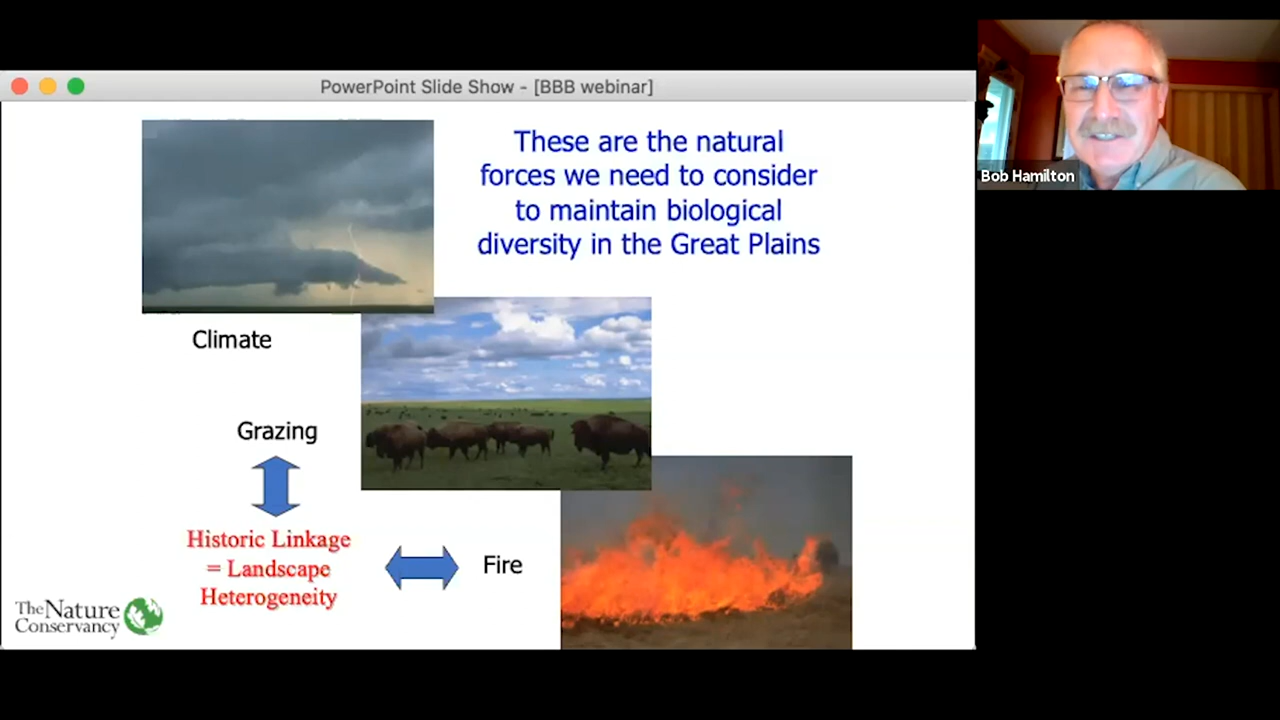 PowerPoint Slide Show - [BBB webinar]
These are the natural
forces we need to consider
to maintain biological
diversity in the Great Plains
Climate
Grazing
Historic Linkage
= Landscape
Heterogeneity
Fire
The Nature
Conservancy
Bob Hamilton